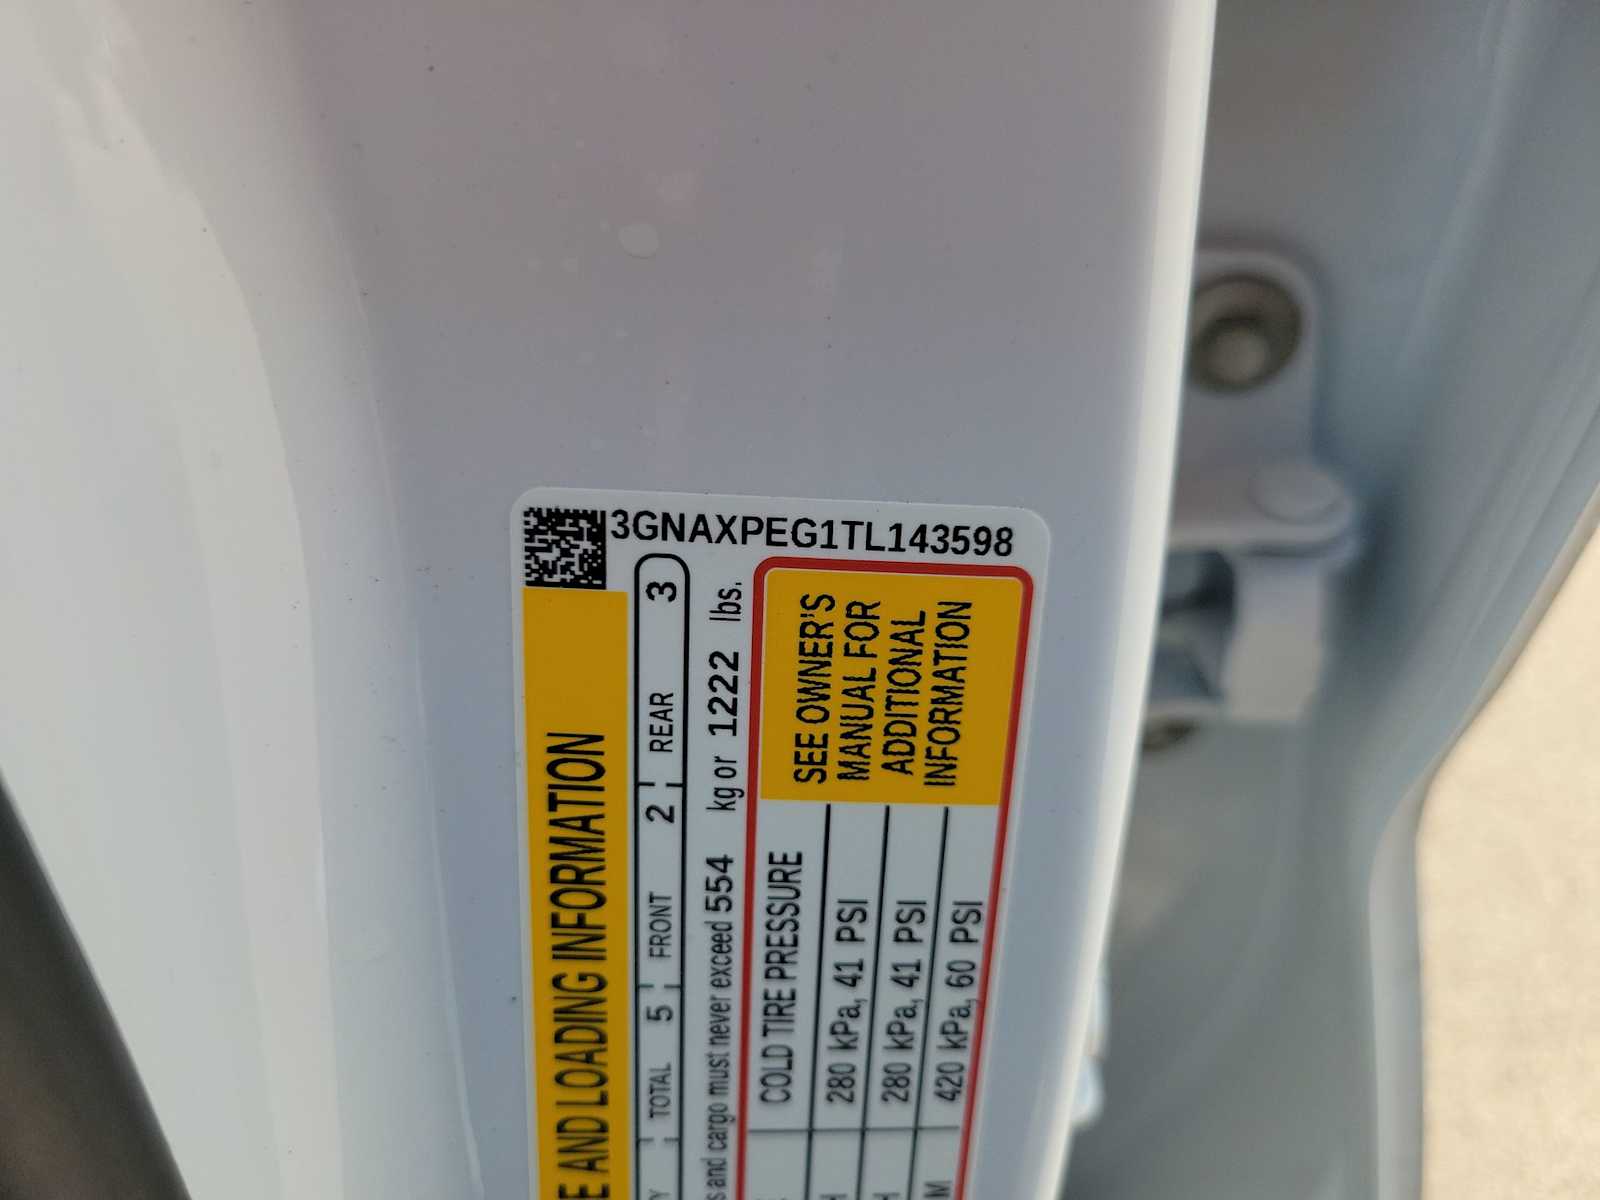 3GNAXPEG1TL143598
E AND LOADING INFORMATION
TOTAL 5 FRONT 2 REAR 3
s and cargo must never exceed 554 kg or 1222 lbs.
COLD TIRE PRESSURE
280 kPa, 41 PSI
280 kPa, 41 PSI
420 kPa, 60 PSI
SEE OWNER'S
MANUAL FOR
ADDITIONAL
INFORMATION